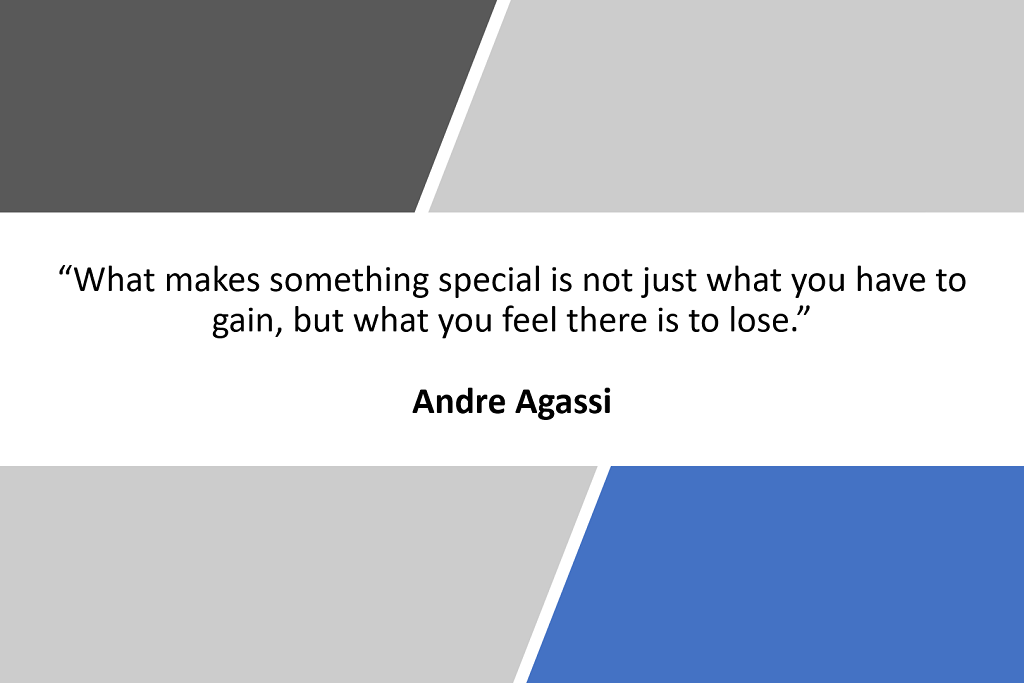 “What makes something special is not just what you have to
gain, but what you feel there is to lose.”
Andre Agassi